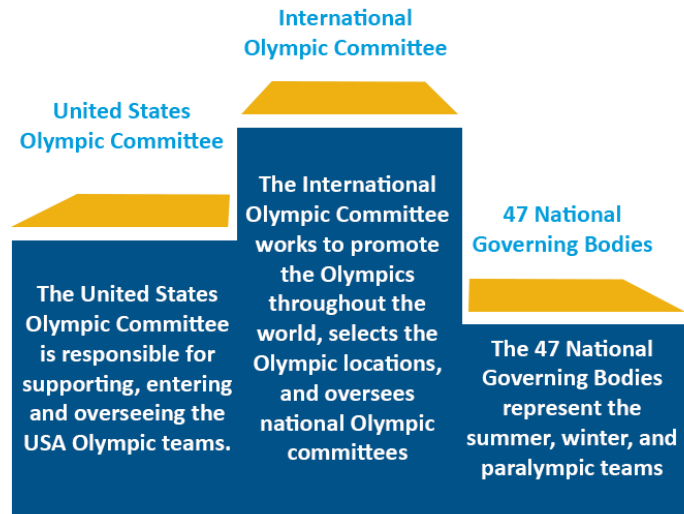 International
Olympic Committee
United States
Olympic Committee
47 National
Governing Bodies
The United States
Olympic Committee
is responsible for
supporting, entering
and overseeing the
USA Olympic teams.
The International
Olympic Committee
works to promote
the Olympics
throughout the
world, selects the
Olympic locations,
and oversees
national Olympic
committees
The 47 National
Governing Bodies
represent the
summer, winter, and
paralympic teams